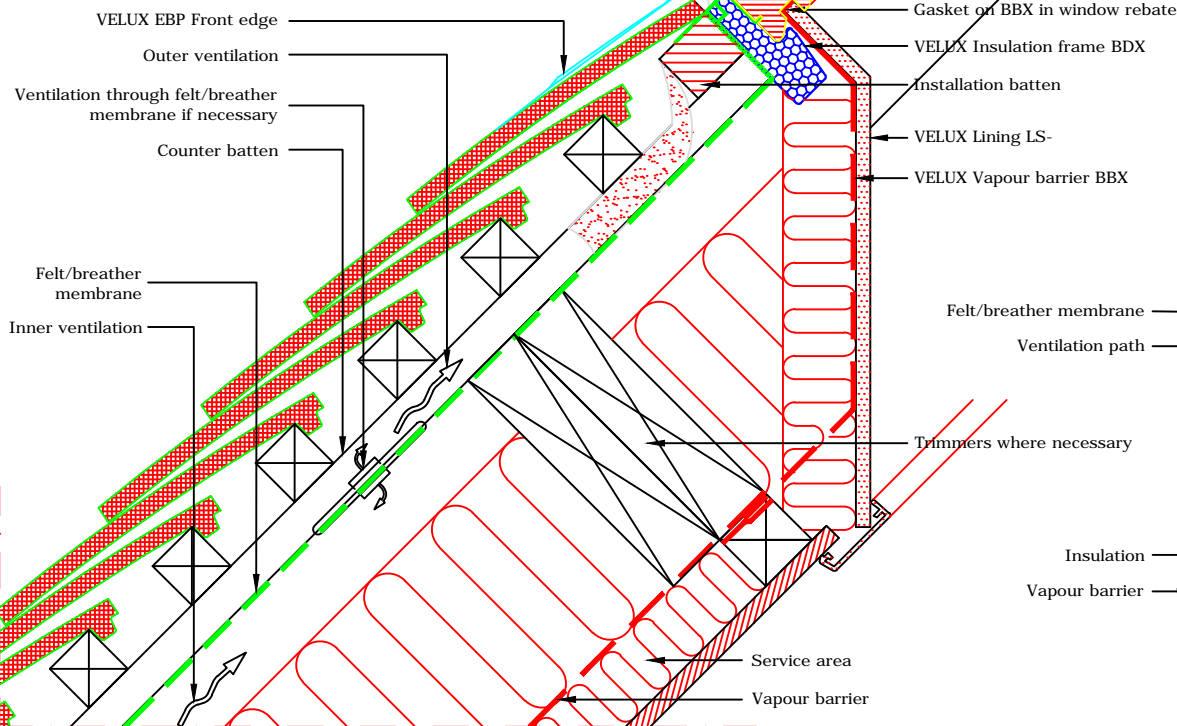 VELUX EBP Front edge
Outer ventilation
Ventilation through felt/breather
membrane if necessary
Counter batten
Felt/breather
membrane
Inner ventilation
Gasket on BBX in window rebate
VELUX Insulation frame BDX
Installation batten
VELUX Lining LS-
VELUX Vapour barrier BBX
Felt/breather membrane
Ventilation path
Trimmers where necessary
Insulation
Vapour barrier
Service area
Vapour barrier